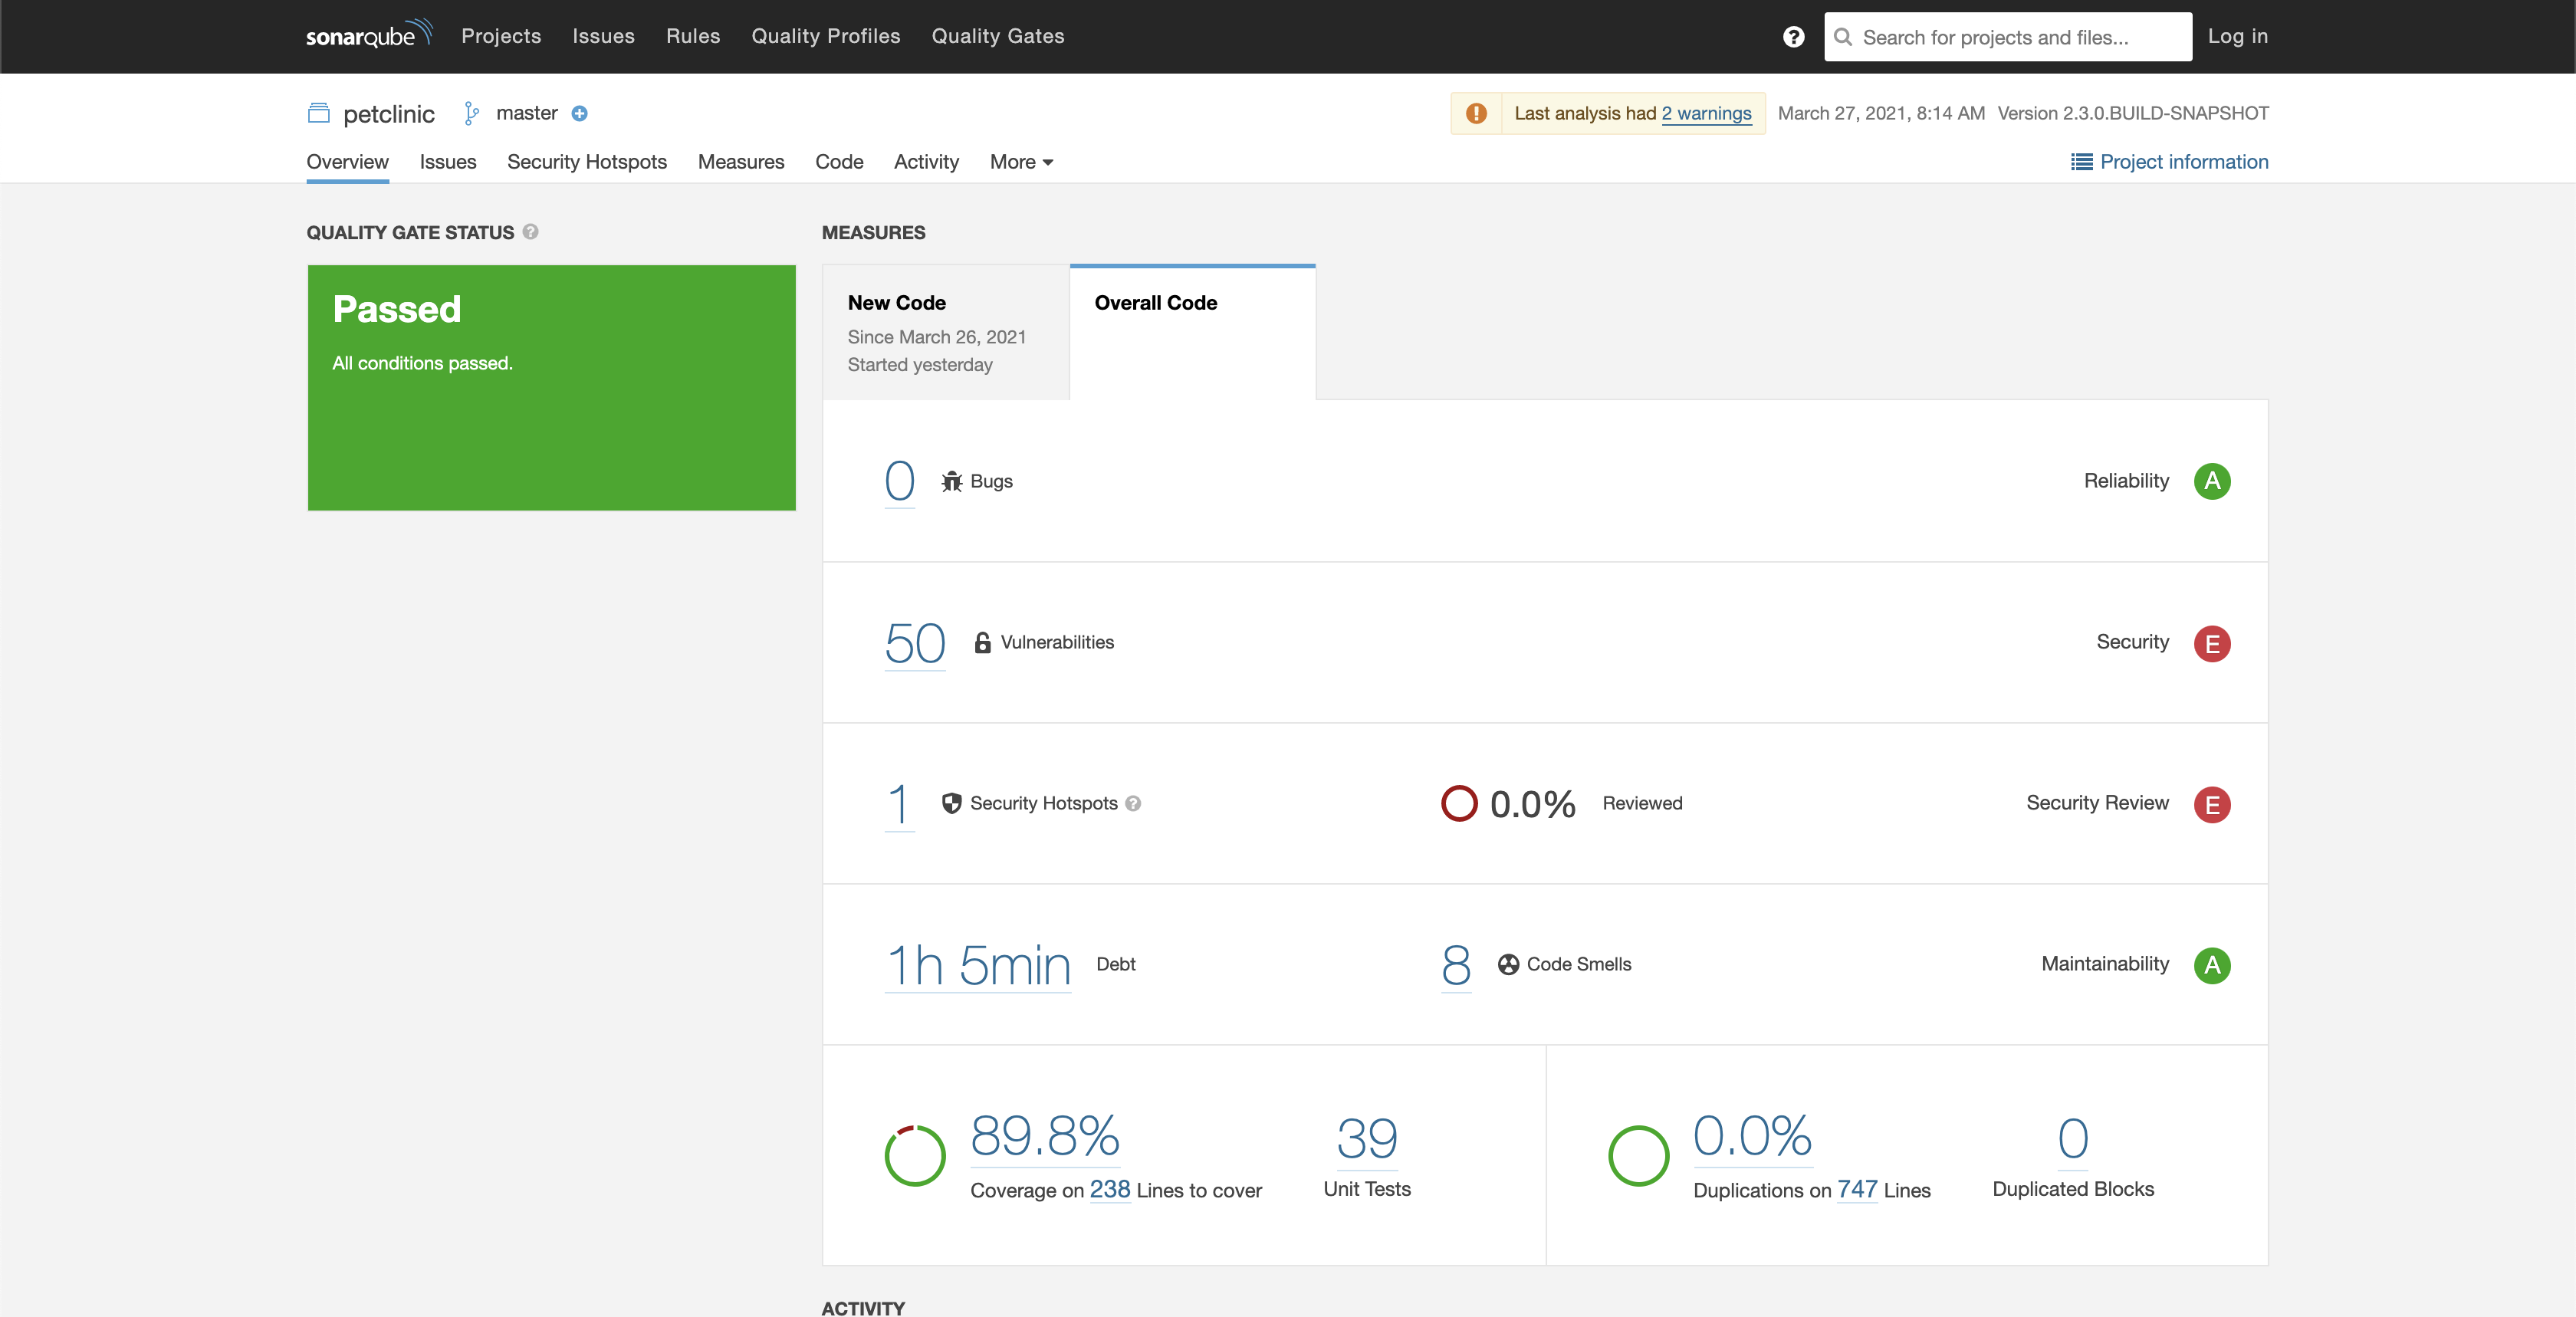 sonarqube Projects Issues Rules Quality Profiles Quality Gates ? Search for projects and files... Log in
petclinic master Last analysis had 2 warnings March 27, 2021, 8:14 AM Version 2.3.0.BUILD-SNAPSHOT
Overview Issues Security Hotspots Measures Code Activity More Project information
QUALITY GATE STATUS ?
Passed
All conditions passed.
MEASURES
New Code
Since March 26, 2021
Started yesterday
Overall Code
0 Bugs Reliability A
50 Vulnerabilities Security E
1 Security Hotspots ? 0.0% Reviewed Security Review E
1h 5min Debt 8 Code Smells Maintainability A
89.8%
Coverage on 238 Lines to cover
39
Unit Tests
0.0%
Duplications on 747 Lines
0
Duplicated Blocks
ACTIVITY